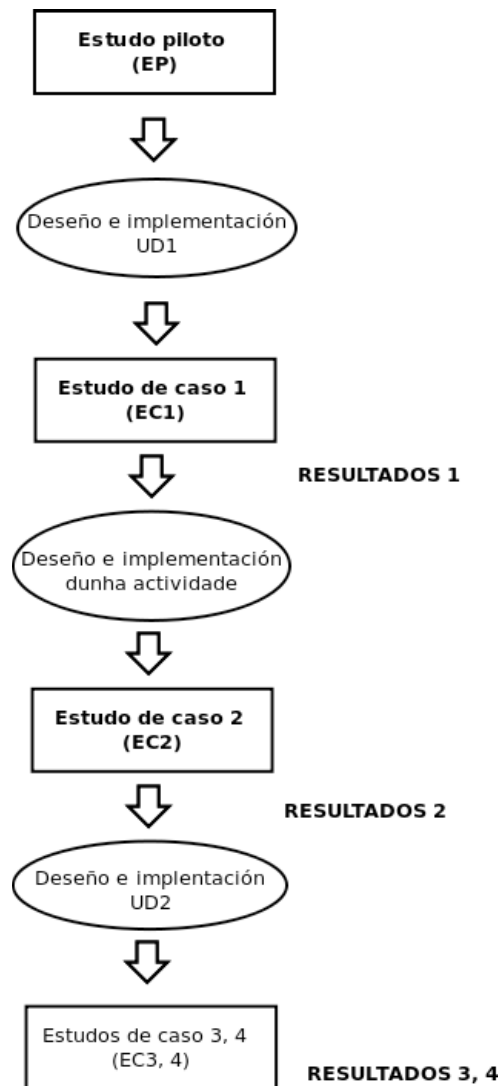 Estudo piloto
(EP)
Deseño e implementación
UD1
Estudo de caso 1
(EC1)
RESULTADOS 1
Deseño e implementación
dunha actividade
Estudo de caso 2
(EC2)
RESULTADOS 2
Deseño e implentación
UD2
Estudos de caso 3, 4
(EC3, 4)
RESULTADOS 3, 4